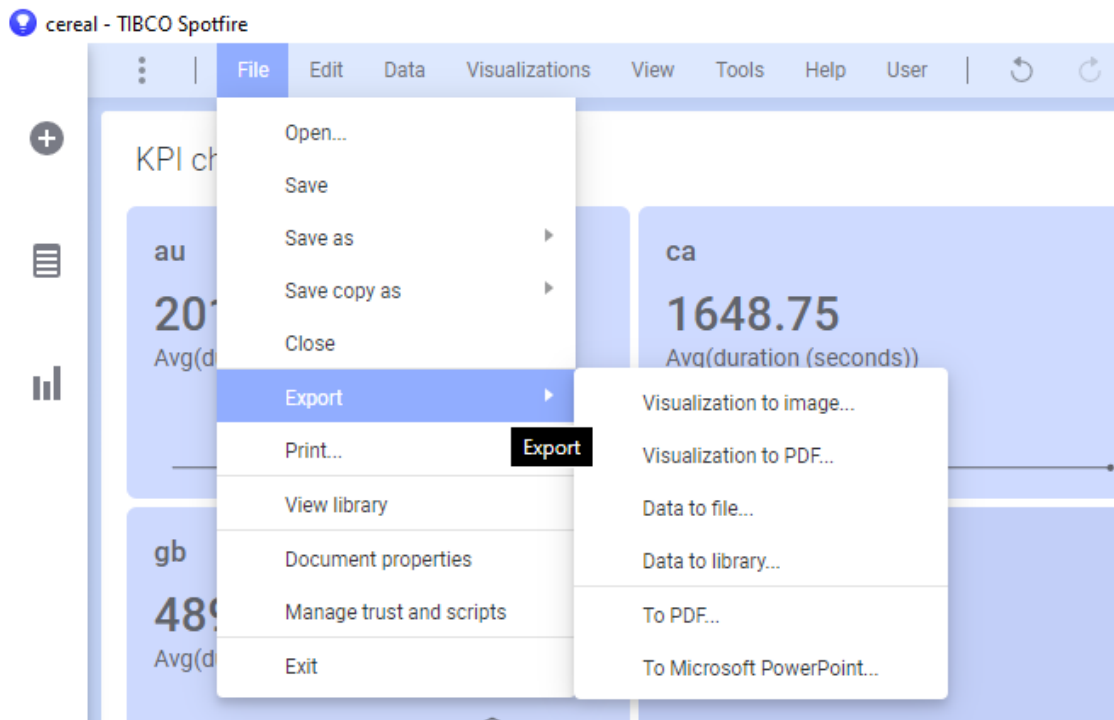 cereal - TIBCO Spotfire
File Edit Data Visualizations View Tools Help User
KPI
Open...
Save
Save as
Save copy as
Close
Export
Print...
Export
View library
Document properties
Manage trust and scripts
Exit
Visualization to image...
Visualization to PDF...
Data to file...
Data to library...
To PDF...
To Microsoft PowerPoint...
au
ca
1648.75
Avg(duration (seconds))
gb